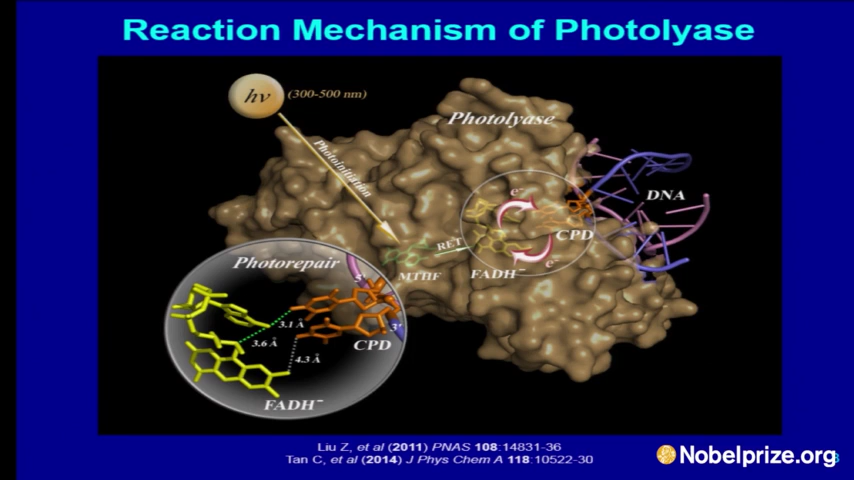 Reaction Mechanism of Photolyase
hν
(300-500 nm)
Photolyase
Photoinitiation
e⁻
DNA
CPD
RET
e⁻
MTHF
FADH⁻
Photorepair
5'
3.1 Å
3'
3.6 Å
CPD
4.3 Å
FADH⁻
Liu Z, et al (2011) PNAS 108:14831-36
Tan C, et al (2014) J Phys Chem A 118:10522-30
Nobelprize.org